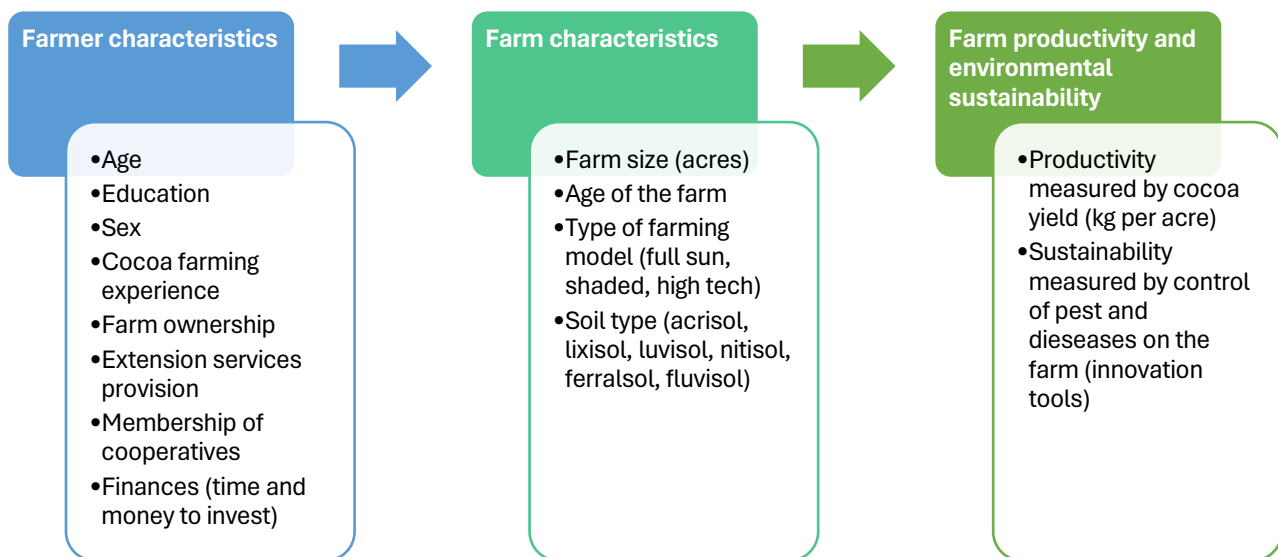 Farmer characteristics
•Age
•Education
•Sex
•Cocoa farming
experience
•Farm ownership
•Extension services
provision
•Membership of
cooperatives
•Finances (time and
money to invest)
Farm characteristics
•Farm size (acres)
•Age of the farm
•Type of farming
model (full sun,
shaded, high tech)
•Soil type (acrisol,
lixisol, luvisol, nitisol,
ferralsol, fluvisol)
Farm productivity and
environmental
sustainability
•Productivity
measured by cocoa
yield (kg per acre)
•Sustainability
measured by control
of pest and
dieseases on the
farm (innovation
tools)